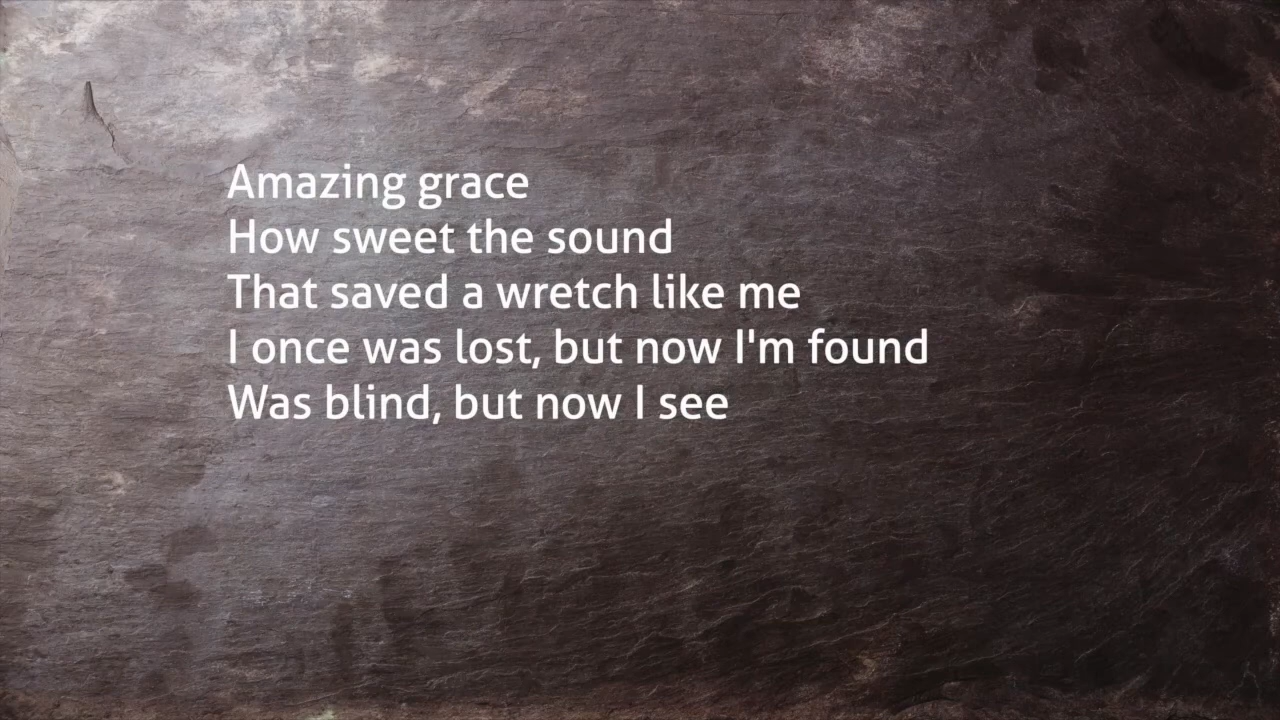 Amazing grace
How sweet the sound
That saved a wretch like me
I once was lost, but now I'm found
Was blind, but now I see